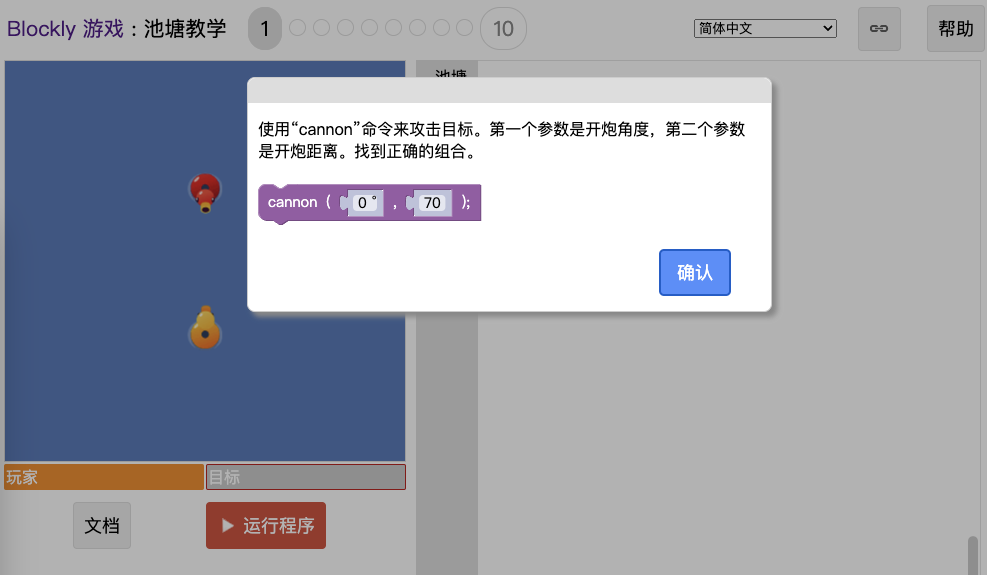 Blockly 游戏 : 池塘教学
1
10
简体中文
帮助
池塘
使用“cannon”命令来攻击目标。第一个参数是开炮角度，第二个参数
是开炮距离。找到正确的组合。
cannon ( 0 ° , 70 );
确认
玩家
目标
文档
运行程序